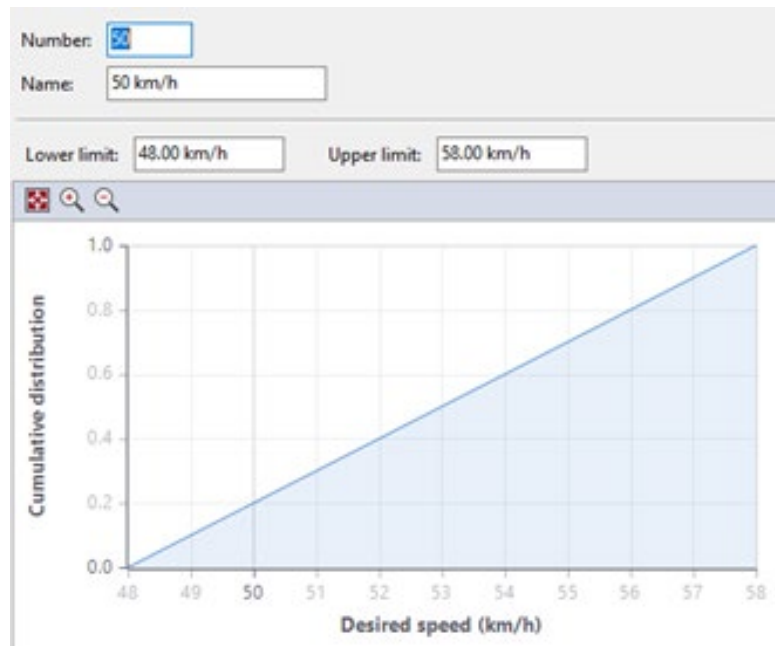 Number: 50
Name: 50 km/h
Lower limit: 48.00 km/h Upper limit: 58.00 km/h
1.0
0.8
0.6
0.4
0.2
0.0
Cumulative distribution
48 49 50 51 52 53 54 55 56 57 58
Desired speed (km/h)